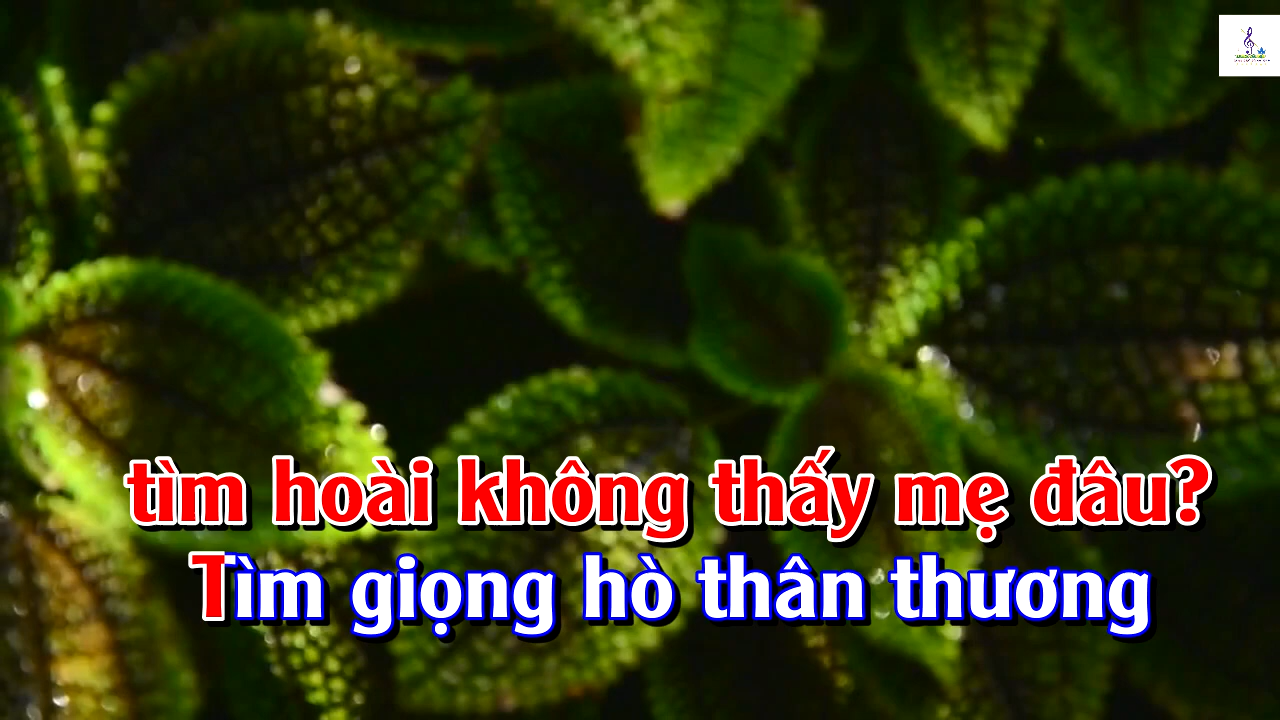 tìm hoài không thấy mẹ đâu?
Tìm giọng hò thân thương